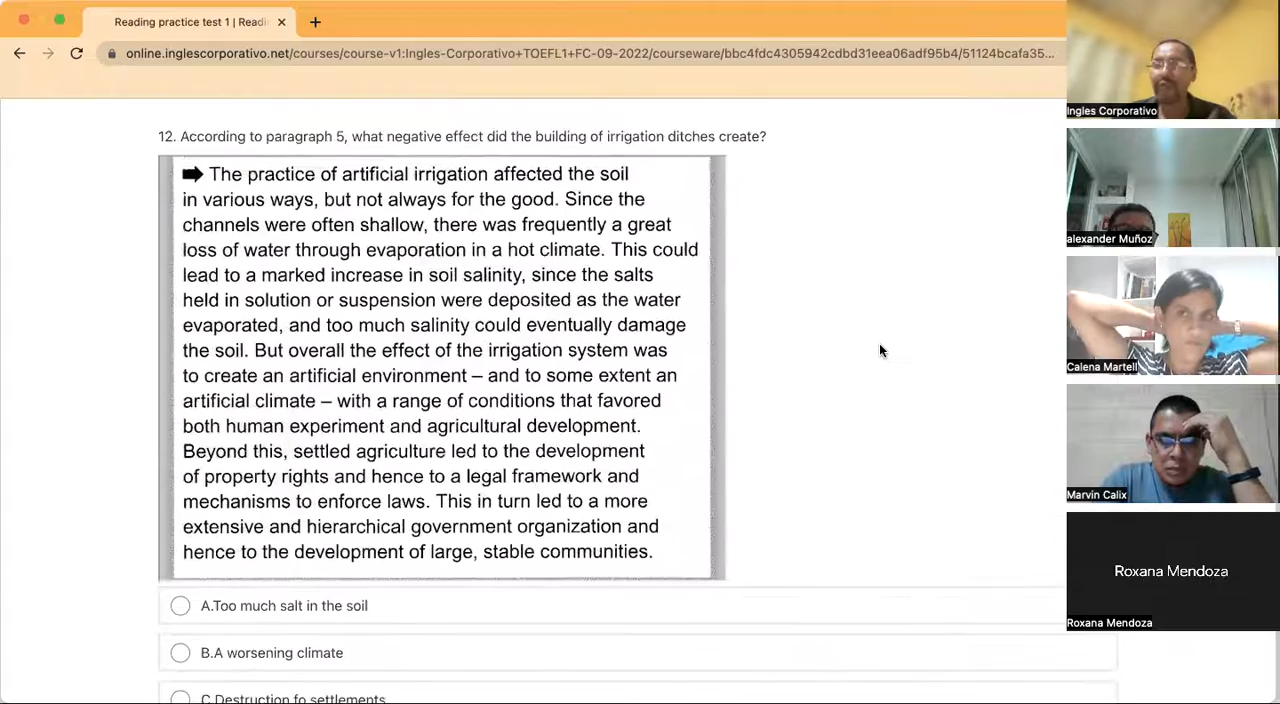 Reading practice test 1 | Readi
online.inglescorporativo.net/courses/course-v1:Ingles-Corporativo+TOEFL1+FC-09-2022/courseware/bbc4fdc4305942cdbd31eea06adf95b4/51124bcafa35...
12. According to paragraph 5, what negative effect did the building of irrigation ditches create?
The practice of artificial irrigation affected the soil
in various ways, but not always for the good. Since the
channels were often shallow, there was frequently a great
loss of water through evaporation in a hot climate. This could
lead to a marked increase in soil salinity, since the salts
held in solution or suspension were deposited as the water
evaporated, and too much salinity could eventually damage
the soil. But overall the effect of the irrigation system was
to create an artificial environment – and to some extent an
artificial climate – with a range of conditions that favored
both human experiment and agricultural development.
Beyond this, settled agriculture led to the development
of property rights and hence to a legal framework and
mechanisms to enforce laws. This in turn led to a more
extensive and hierarchical government organization and
hence to the development of large, stable communities.
A.Too much salt in the soil
B.A worsening climate
C.Destruction fo settlements
Ingles Corporativo
alexander Muñoz
Calena Martell
Marvin Calix
Roxana Mendoza
Roxana Mendoza